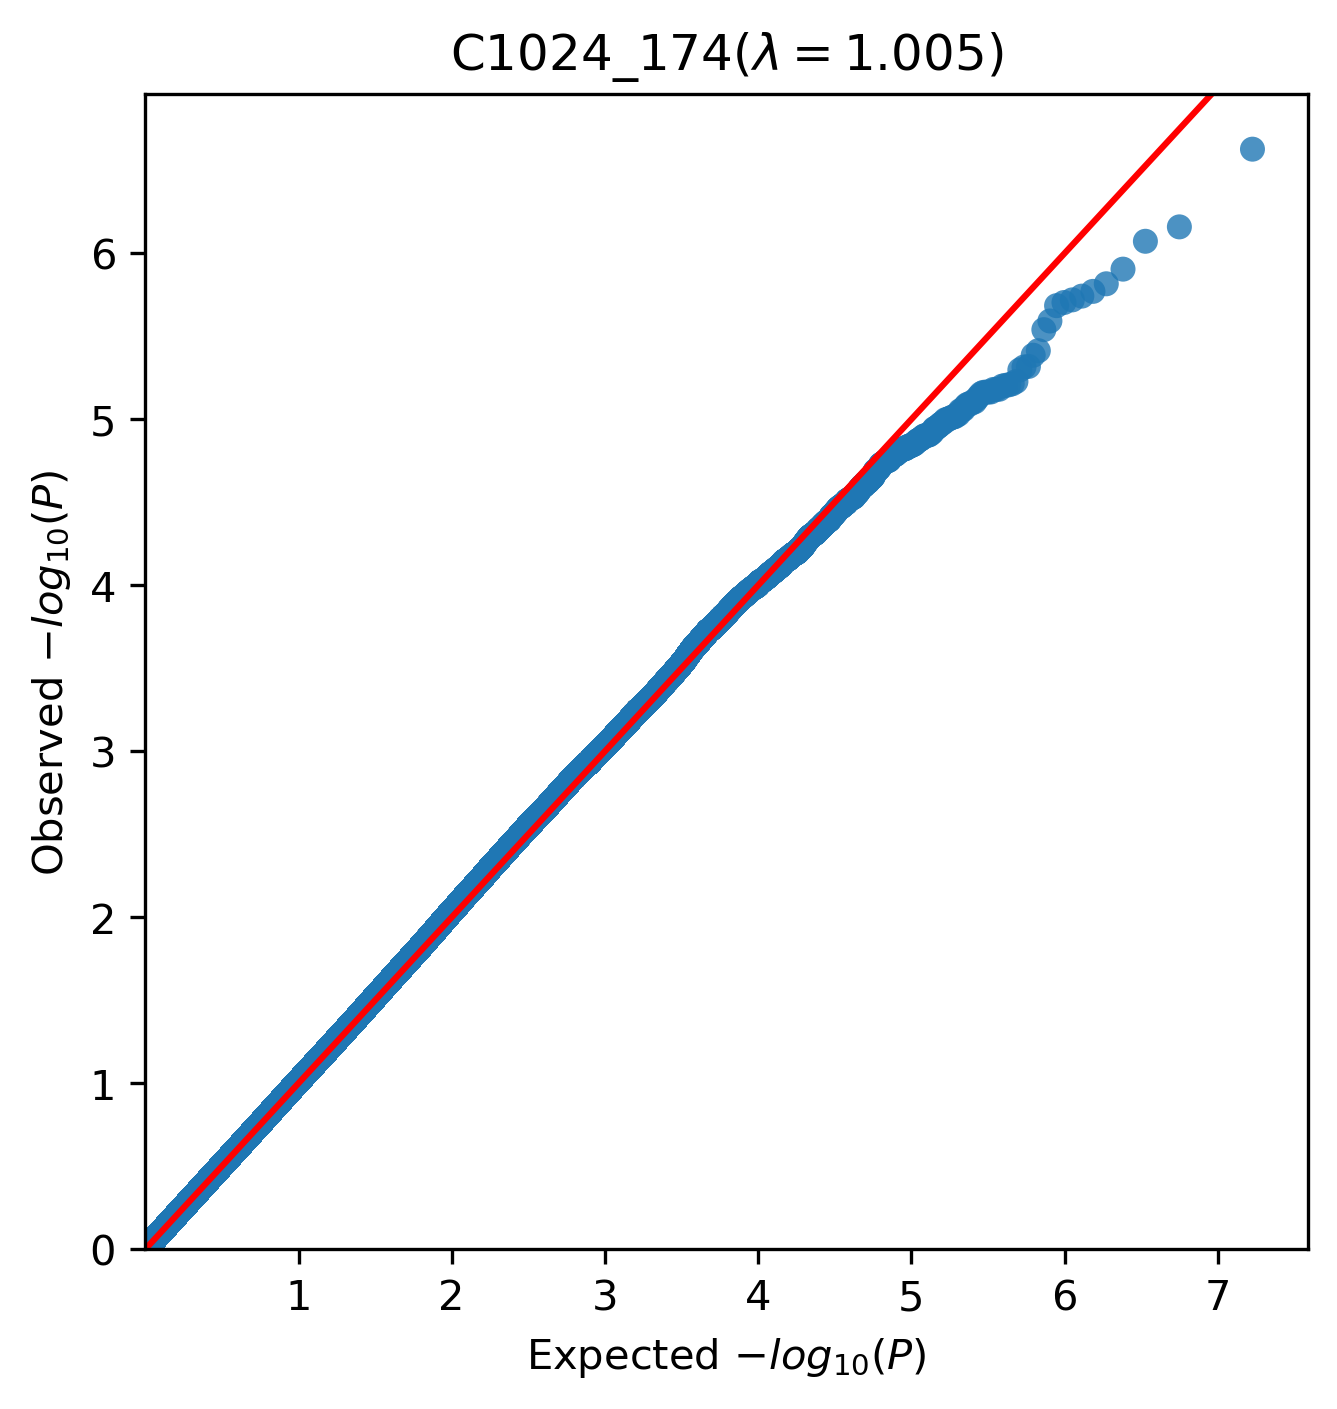 C1024_174(λ = 1.005)
Observed −log₁₀(P)
6
5
4
3
2
1
0
1 2 3 4 5 6 7
Expected −log₁₀(P)